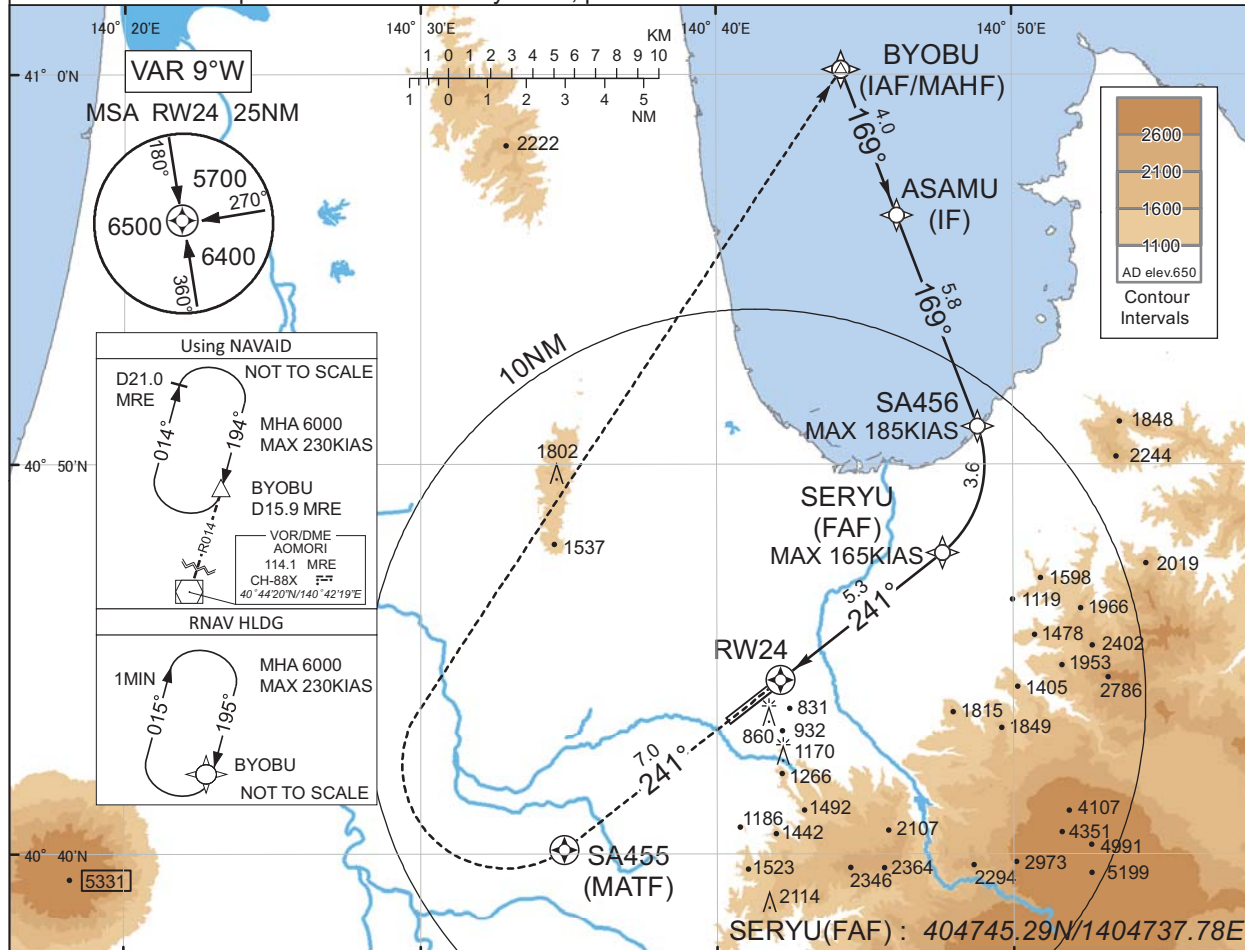 140° 20'E
140° 30'E
140° 40'E
140° 50'E
41° 0'N
40° 50'N
40° 40'N
VAR 9°W
MSA RW24 25NM
180°
5700
270°
6500
6400
360°
KM
1 0 1 2 3 4 5 6 7 8 9 10
1 0 1 2 3 4 5
NM
2222
BYOBU
(IAF/MAHF)
4.0
169°
ASAMU
(IF)
5.8
169°
2600
2100
1600
1100
AD elev.650
Contour
Intervals
Using NAVAID
NOT TO SCALE
D21.0
MRE
014°
194°
MHA 6000
MAX 230KIAS
BYOBU
D15.9 MRE
R014
VOR/DME
AOMORI
114.1 MRE
CH-88X
40°44'20"N/140°42'19"E
RNAV HLDG
1MIN
015°
195°
MHA 6000
MAX 230KIAS
BYOBU
NOT TO SCALE
10NM
SA456
MAX 185KIAS
3.6
1802
1537
SERYU
(FAF)
MAX 165KIAS
5.3
241°
RW24
1848
2244
2019
1598
1119
1966
1478
2402
1953
2786
1405
1815
1849
831
860
932
1170
1266
7.0
241°
1492
1186
1442
2107
4107
4351
4991
5199
2973
2294
2364
2346
1523
2114
SA455
(MATF)
5331
SERYU(FAF) : 404745.29N/1404737.78E